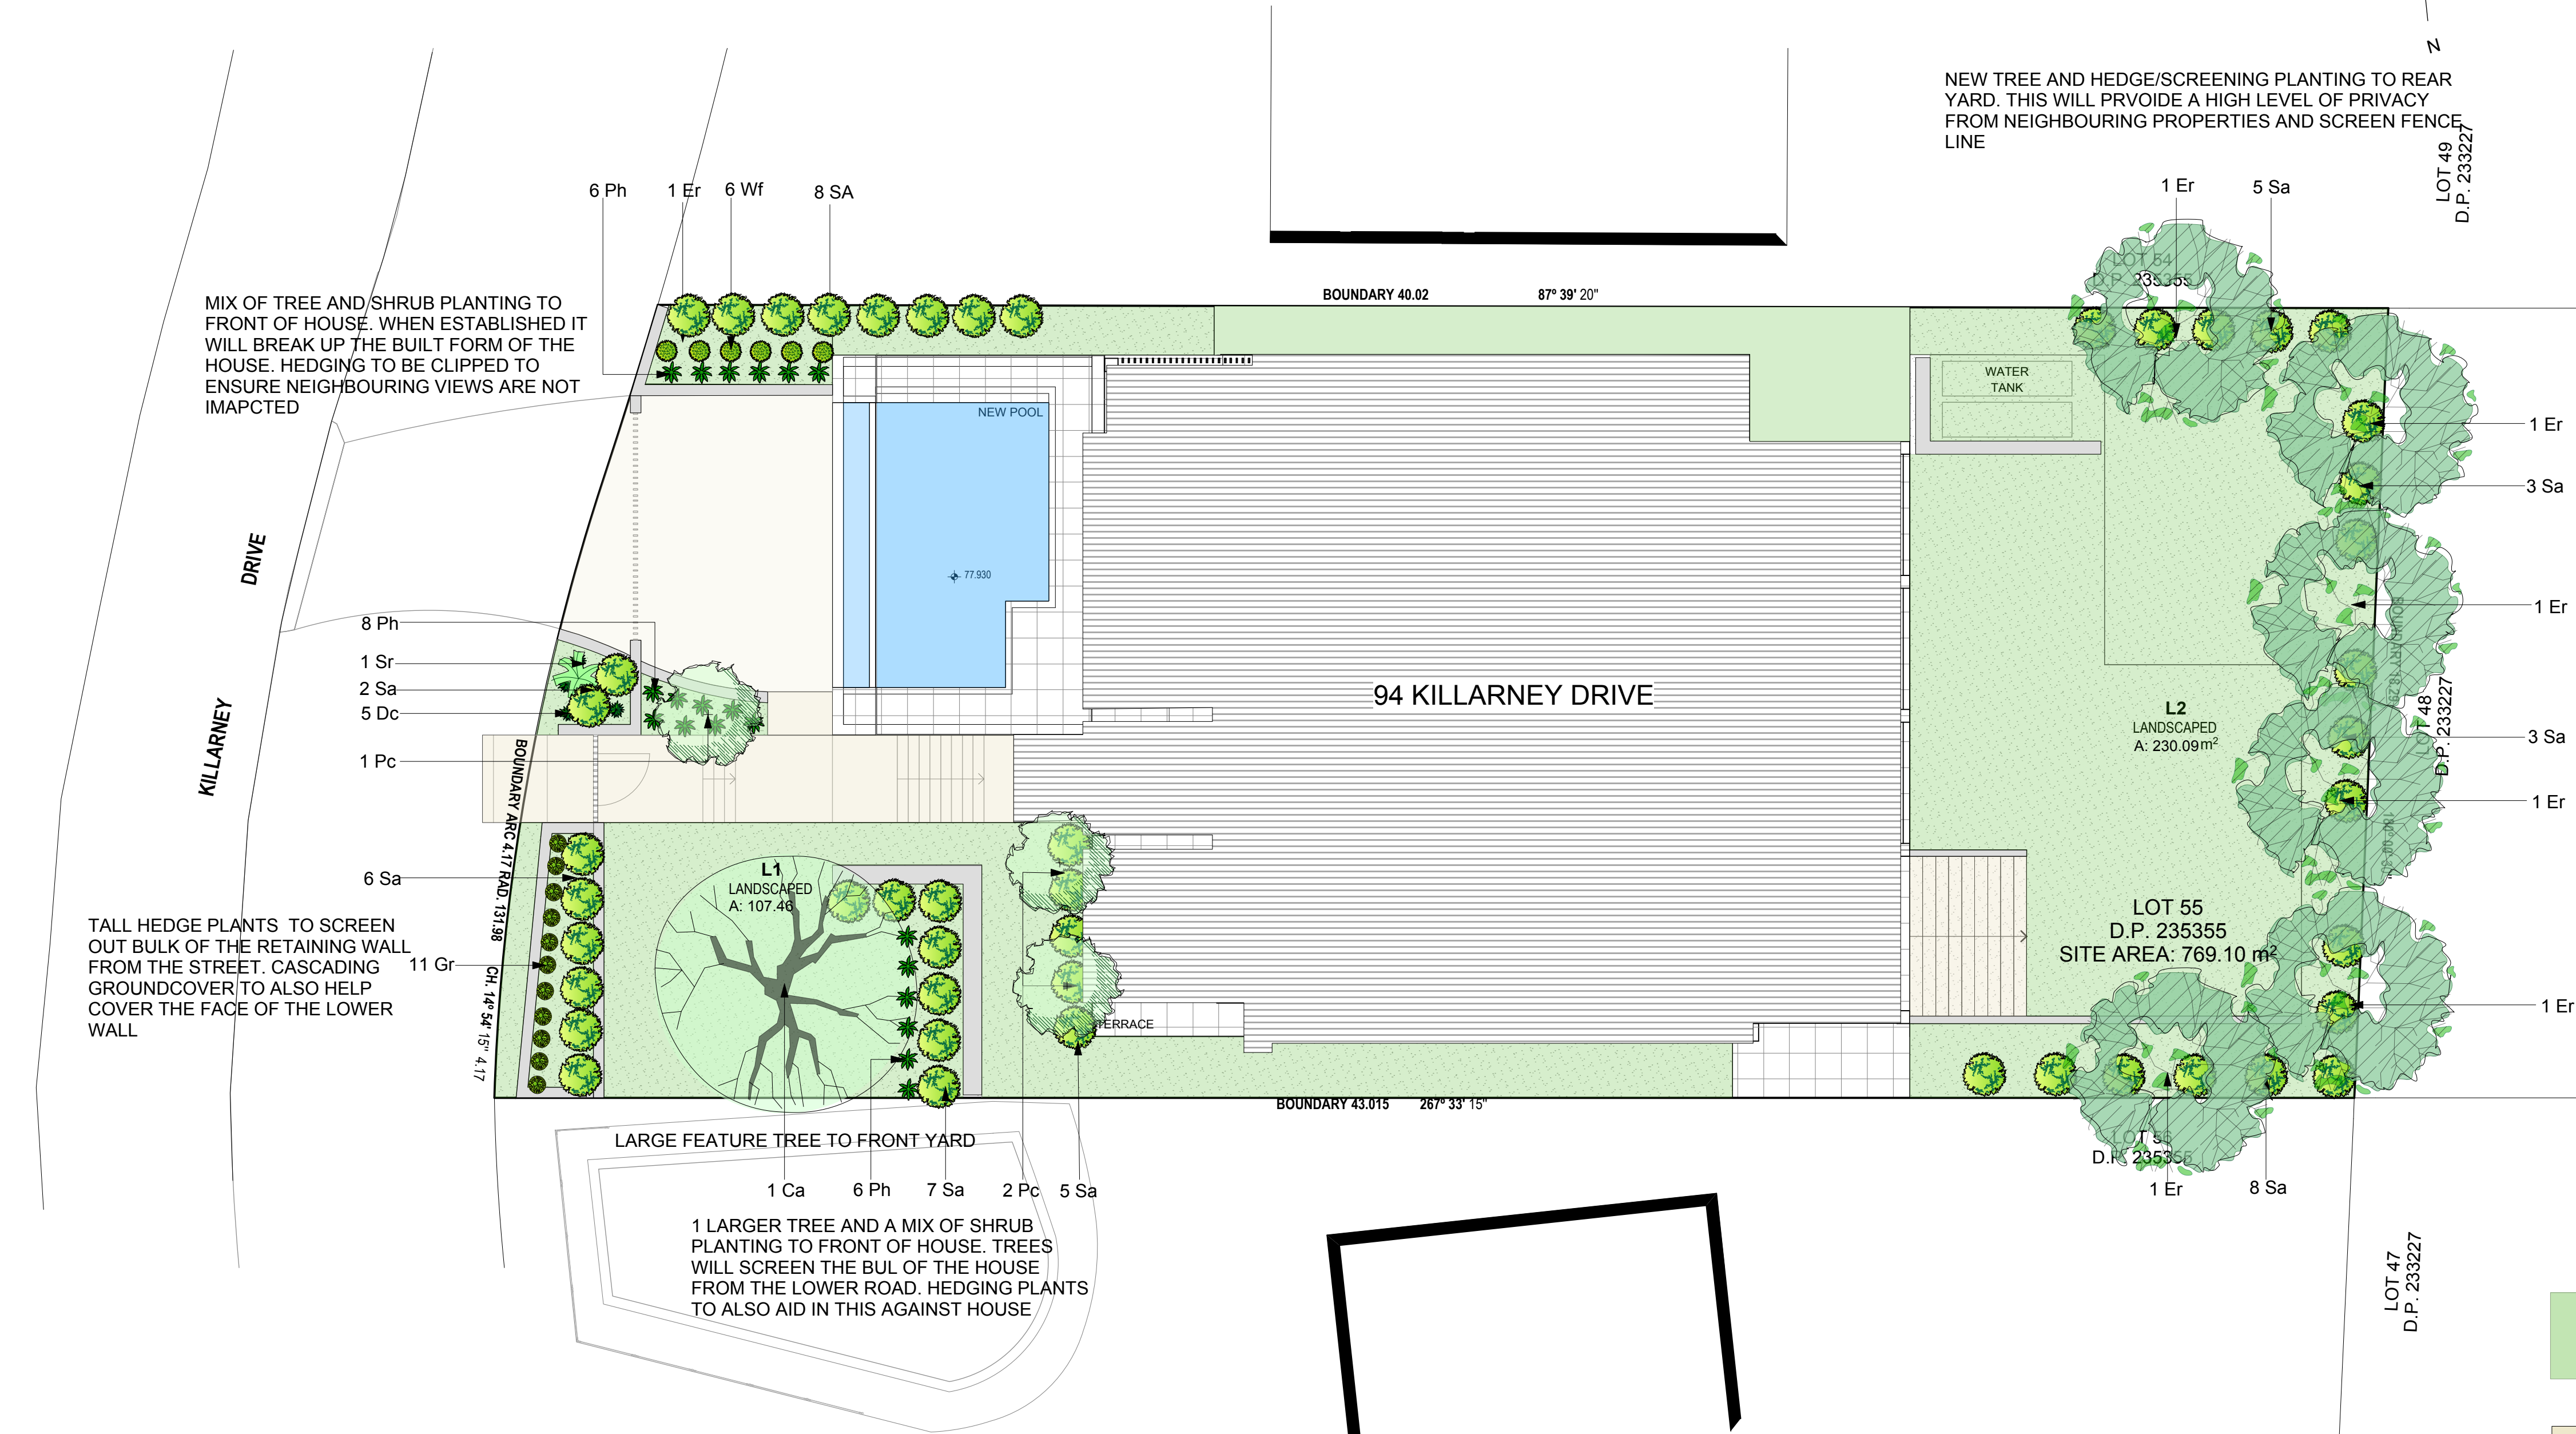 N
NEW TREE AND HEDGE/SCREENING PLANTING TO REAR
YARD. THIS WILL PRVOIDE A HIGH LEVEL OF PRIVACY
FROM NEIGHBOURING PROPERTIES AND SCREEN FENCE
LINE
LOT 49
D.P. 233227
6 Ph
1 Er
6 Wf
8 SA
1 Er
5 Sa
LOT 54
D.P. 235355
BOUNDARY 40.02
87º 39' 20"
MIX OF TREE AND SHRUB PLANTING TO
FRONT OF HOUSE. WHEN ESTABLISHED IT
WILL BREAK UP THE BUILT FORM OF THE
HOUSE. HEDGING TO BE CLIPPED TO
ENSURE NEIGHBOURING VIEWS ARE NOT
IMAPCTED
WATER
TANK
NEW POOL
1 Er
3 Sa
77.930
KILLARNEY DRIVE
8 Ph
1 Sr
2 Sa
5 Dc
1 Pc
1 Er
94 KILLARNEY DRIVE
L2
LANDSCAPED
A: 230.09m²
LOT 48
D.P. 233227
3 Sa
1 Er
BOUNDARY ARC 4.17 RAD. 131.98
CH. 14º 54' 15" 4.17
L1
LANDSCAPED
A: 107.46
6 Sa
11 Gr
TALL HEDGE PLANTS  TO SCREEN
OUT BULK OF THE RETAINING WALL
FROM THE STREET. CASCADING
GROUNDCOVER TO ALSO HELP
COVER THE FACE OF THE LOWER
WALL
LOT 55
D.P. 235355
SITE AREA: 769.10 m²
1 Er
TERRACE
BOUNDARY 43.015
267º 33' 15"
LARGE FEATURE TREE TO FRONT YARD
LOT 56
D.P. 235355
1 Ca
6 Ph
7 Sa
2 Pc
5 Sa
1 Er
8 Sa
1 LARGER TREE AND A MIX OF SHRUB
PLANTING TO FRONT OF HOUSE. TREES
WILL SCREEN THE BUL OF THE HOUSE
FROM THE LOWER ROAD. HEDGING PLANTS
TO ALSO AID IN THIS AGAINST HOUSE
LOT 47
D.P. 233227